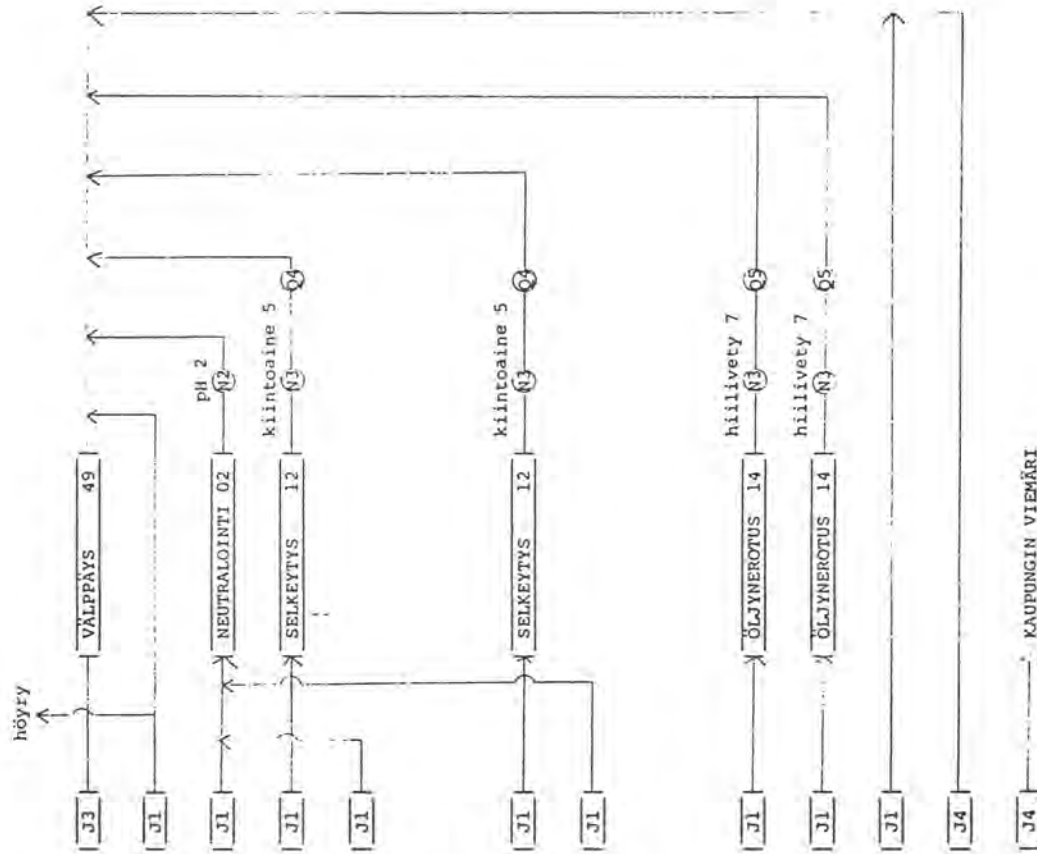 höyry
J3 VÄLPPÄYS 49
J1
J1 NEUTRALOINTI 02 N2 pH 2
J1 SELKEYTYS 12 N3 Q4 kiintoaine 5
J1
J1 SELKEYTYS 12 N3 Q4 kiintoaine 5
J1
J1 ÖLJYNEROTUS 14 N3 Q5 hiilivety 7
J1 ÖLJYNEROTUS 14 N3 Q5 hiilivety 7
J1
J4
J4 KAUPUNGIN VIEMÄRI